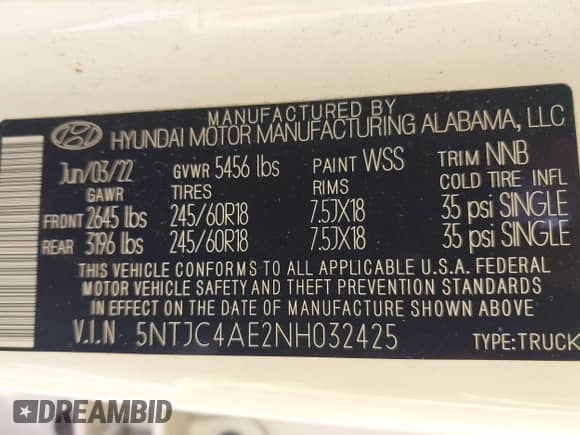 MANUFACTURED BY
HYUNDAI MOTOR MANUFACTURING ALABAMA, LLC
Jun/03/22 GVWR 5456 lbs PAINT WSS TRIM NNB
GAWR TIRES RIMS COLD TIRE INFL
FRONT 2645 lbs 245/60R18 7.5JX18 35 psi SINGLE
REAR 3196 lbs 245/60R18 7.5JX18 35 psi SINGLE
THIS VEHICLE CONFORMS TO ALL APPLICABLE U.S.A. FEDERAL
MOTOR VEHICLE SAFETY AND THEFT PREVENTION STANDARDS
IN EFFECT ON THE DATE OF MANUFACTURE SHOWN ABOVE.
V.I.N 5NTJC4AE2NH032425 TYPE:TRUCK
DREAMBID